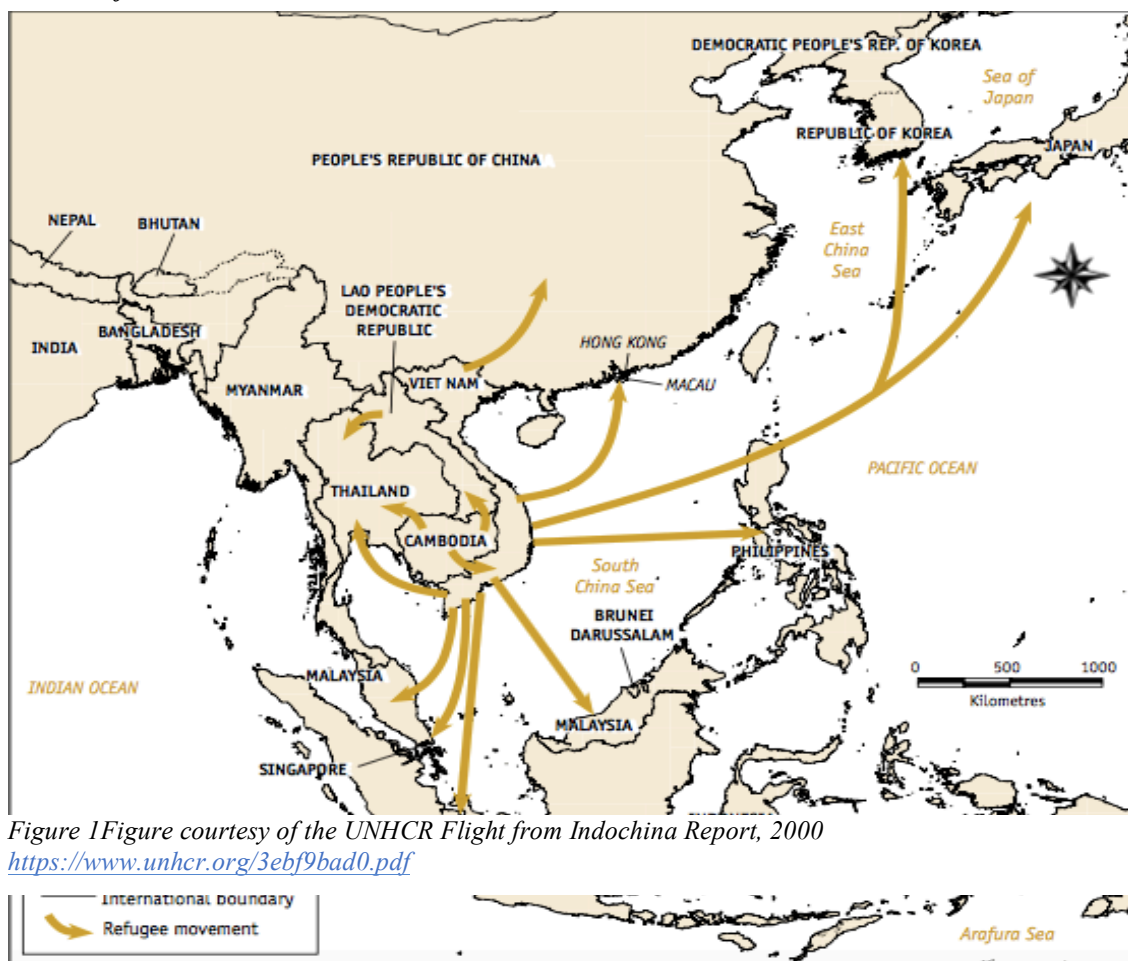 DEMOCRATIC PEOPLE'S REP. OF KOREA
Sea of
Japan
REPUBLIC OF KOREA
JAPAN
PEOPLE'S REPUBLIC OF CHINA
NEPAL
BHUTAN
East
China
Sea
LAO PEOPLE'S
DEMOCRATIC
REPUBLIC
BANGLADESH
INDIA
HONG KONG
MYANMAR
VIET NAM
MACAU
PACIFIC OCEAN
THAILAND
CAMBODIA
PHILIPPINES
South
China Sea
BRUNEI
DARUSSALAM
0 500 1000
Kilometres
INDIAN OCEAN
MALAYSIA
MALAYSIA
SINGAPORE
Figure 1Figure courtesy of the UNHCR Flight from Indochina Report, 2000
https://www.unhcr.org/3ebf9bad0.pdf
International boundary
Refugee movement
Arafura Sea